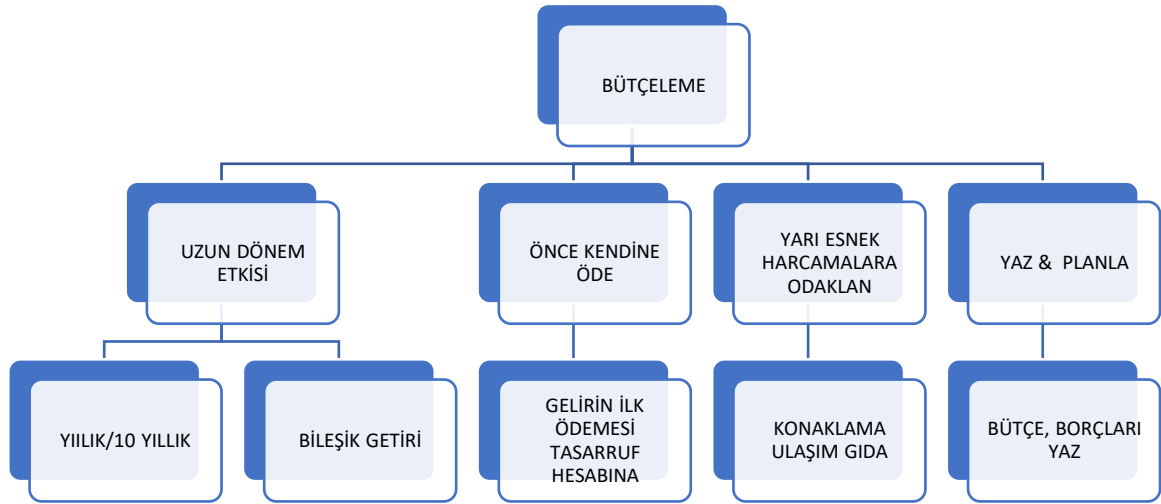 BÜTÇELEME
UZUN DÖNEM
ETKİSİ
ÖNCE KENDİNE
ÖDE
YARI ESNEK
HARCAMALARA
ODAKLAN
YAZ & PLANLA
YIILIK/10 YILLIK
BİLEŞİK GETİRİ
GELİRİN İLK
ÖDEMESİ
TASARRUF
HESABINA
KONAKLAMA
ULAŞIM GIDA
BÜTÇE, BORÇLARI
YAZ